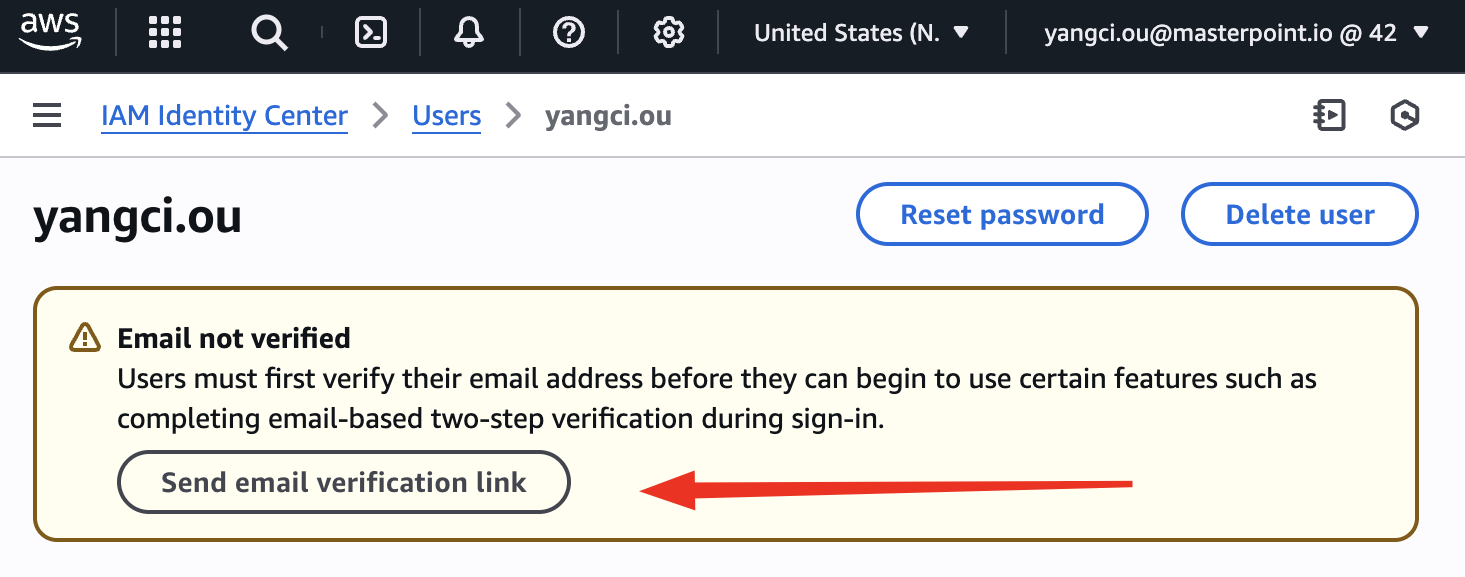 aws
United States (N.
yangci.ou@masterpoint.io @ 42
IAM Identity Center
Users
yangci.ou
yangci.ou
Reset password
Delete user
Email not verified
Users must first verify their email address before they can begin to use certain features such as
completing email-based two-step verification during sign-in.
Send email verification link